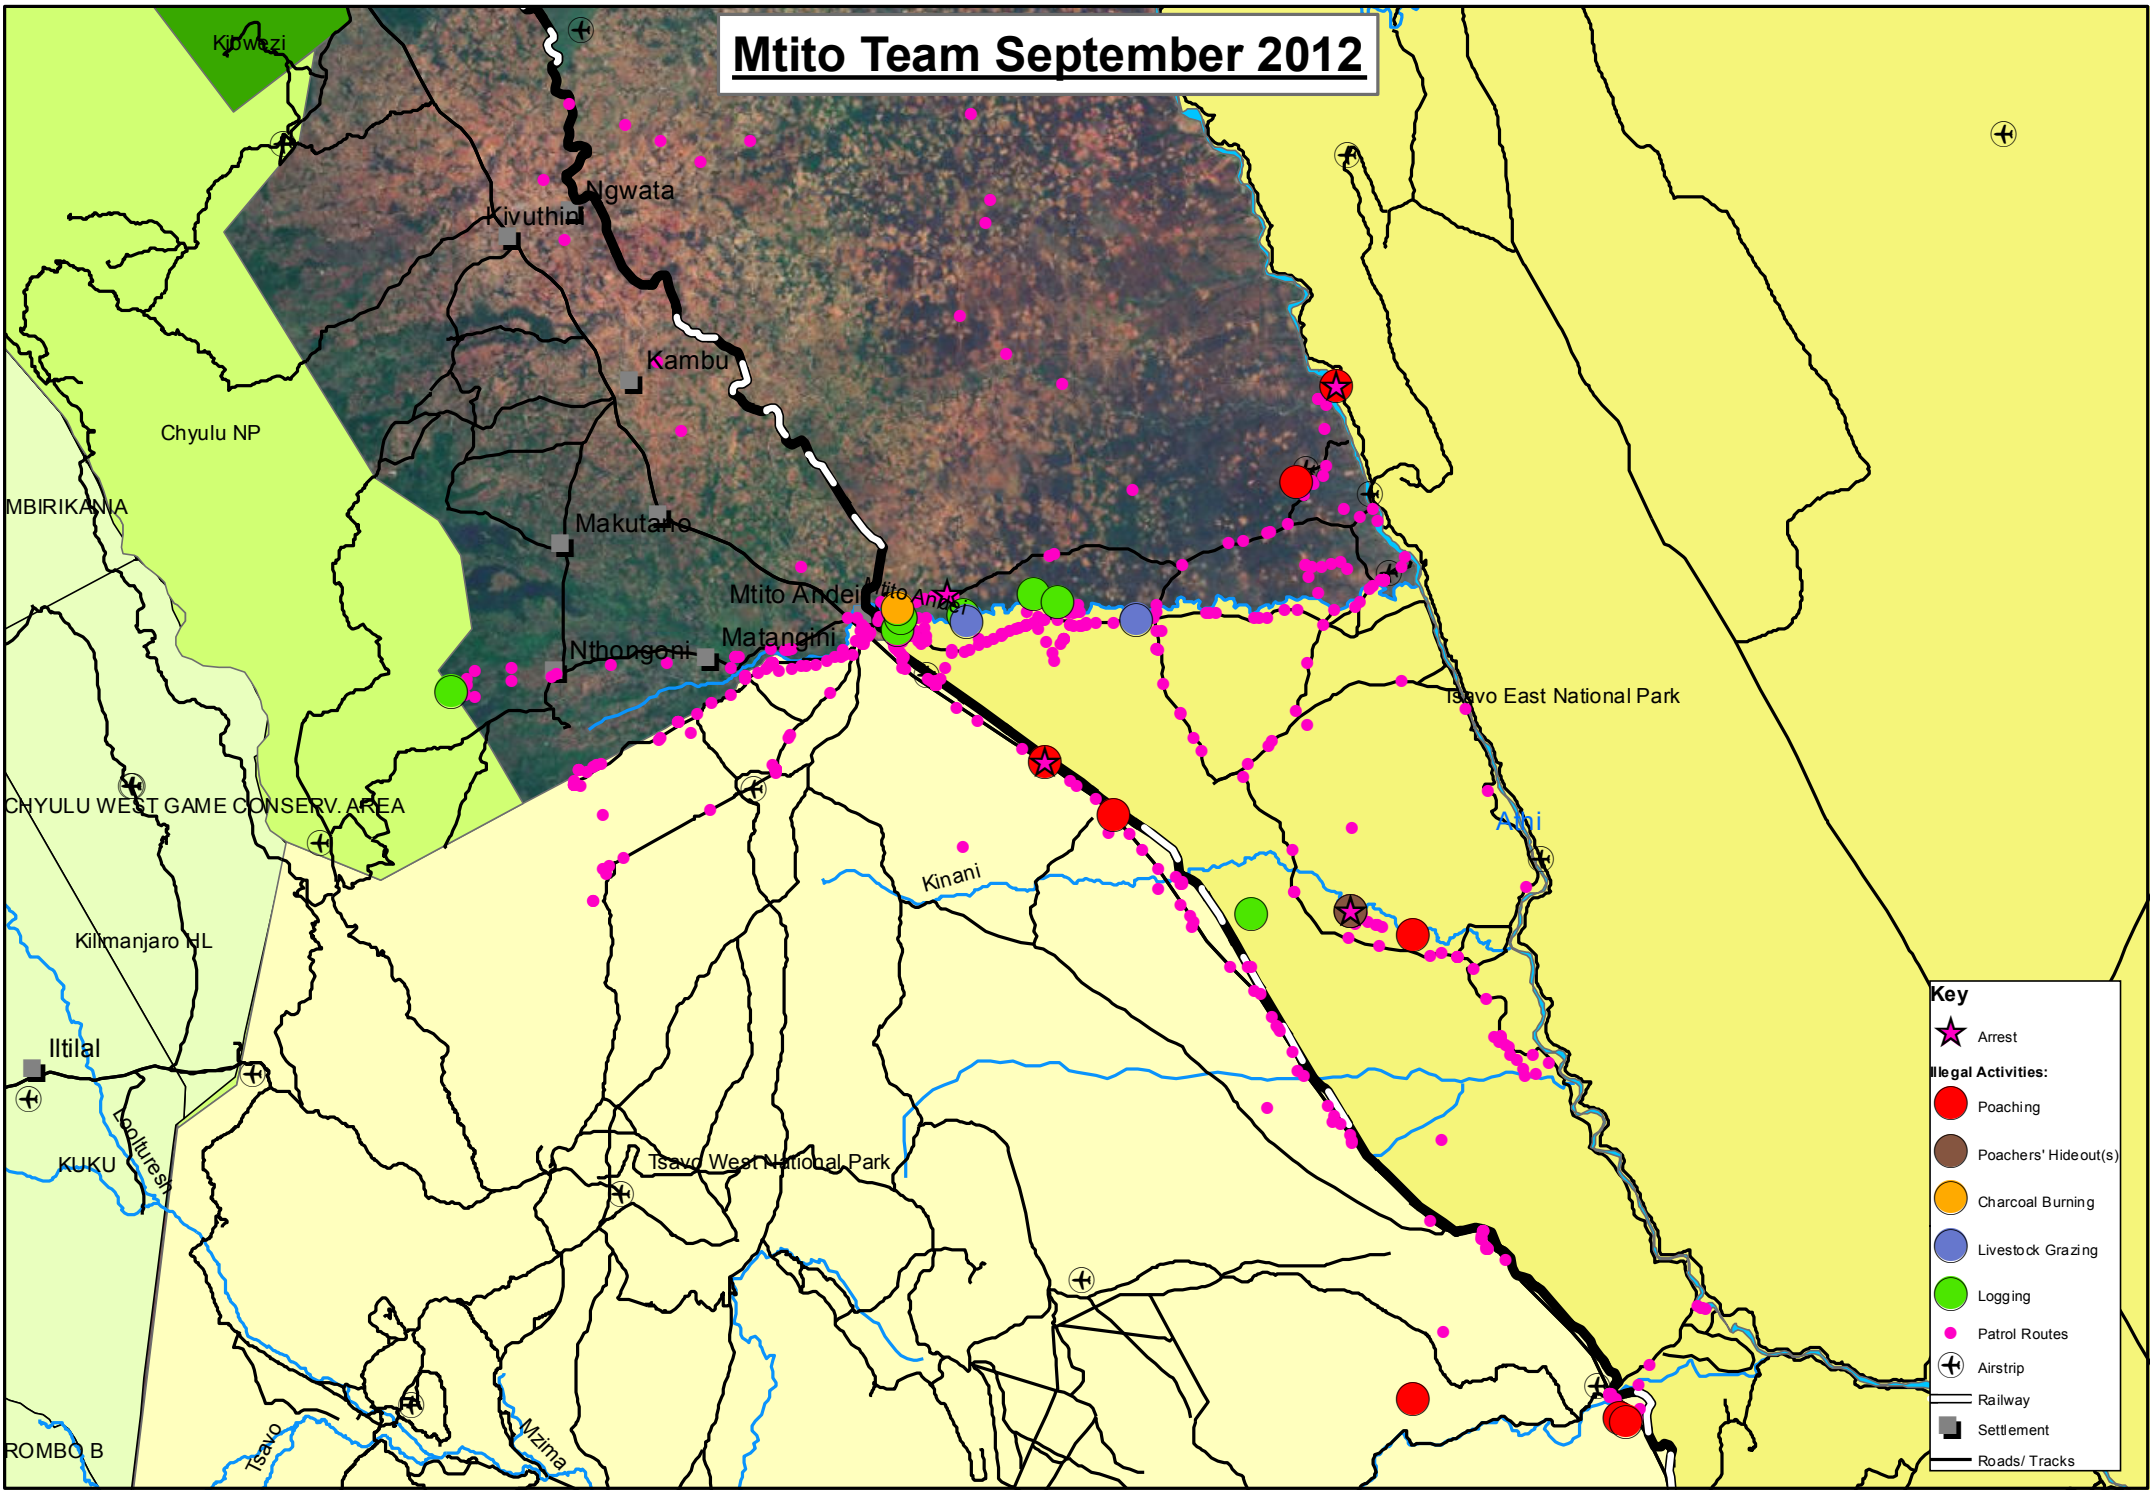 Mtito Team September 2012
Kibwezi
Ngwata
Kivuthini
Kambu
Chyulu NP
MBIRIKANIA
Makutano
Mtito Andei
Mtito Andei
Matangini
Nthongoni
Tsavo East National Park
CHYULU WEST GAME CONSERV. AREA
Athi
Kinani
Kilimanjaro HL
Iltilal
Loolturesh
KUKU
Tsavo West National Park
Tsavo
Mzima
ROMBO B
Key
Arrest
Illegal Activities:
Poaching
Poachers' Hideout(s)
Charcoal Burning
Livestock Grazing
Logging
Patrol Routes
Airstrip
Railway
Settlement
Roads/ Tracks